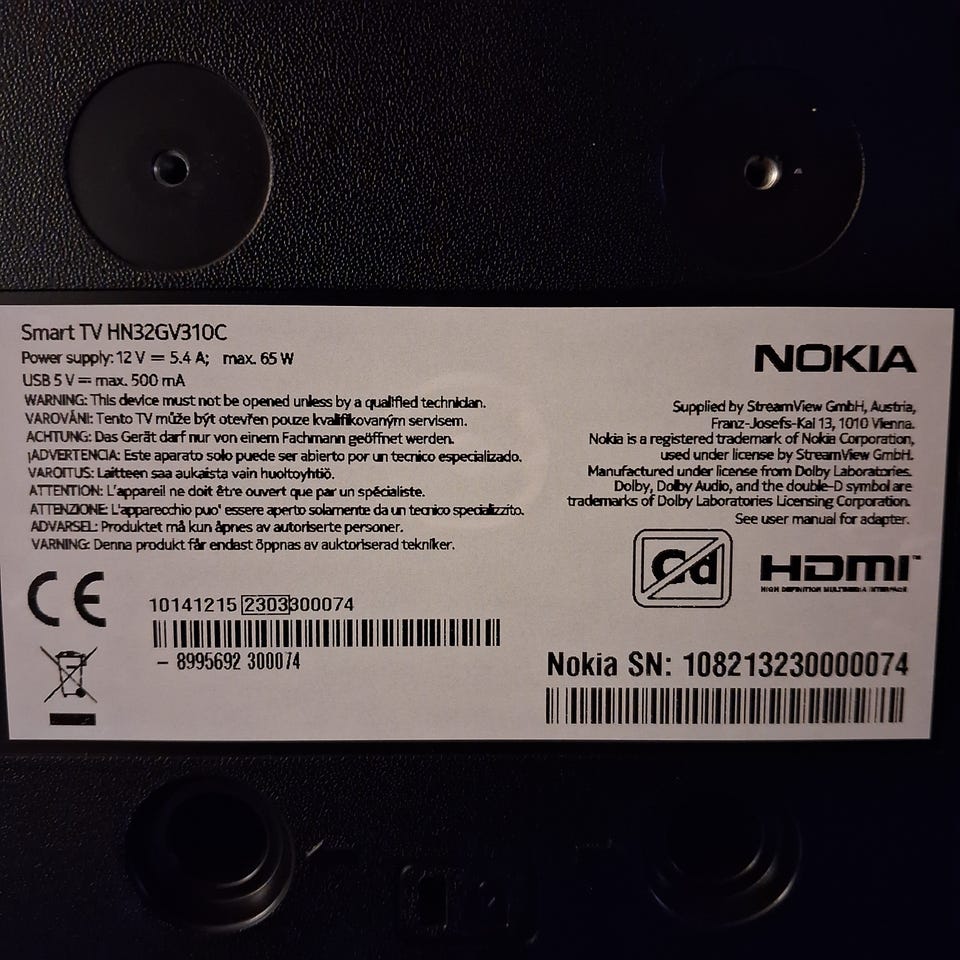 Smart TV HN32GV310C
Power supply: 12 V ⎓ 5.4 A; max. 65 W
USB 5 V ⎓ max. 500 mA
WARNING: This device must not be opened unless by a qualified technician.
VAROVÁNI: Tento TV může být otevřen pouze kvalifikovaným servisem.
ACHTUNG: Das Gerät darf nur von einem Fachmann geöffnet werden.
¡ADVERTENCIA: Este aparato solo puede ser abierto por un tecnico especializado.
VAROITUS: Laitteen saa aukaista vain huoltoyhtiö.
ATTENTION: L'appareil ne doit être ouvert que par un spécialiste.
ATTENZIONE: L'apparecchio puo' essere aperto solamente da un tecnico specializzito.
ADVARSEL: Produktet må kun åpnes av autoriserte personer.
VARNING: Denna produkt får endast öppnas av auktoriserad tekniker.
CE
10141215 2303300074
– 8995692 300074
NOKIA
Supplied by StreamView GmbH, Austria,
Franz-Josefs-Kai 13, 1010 Vienna.
Nokia is a registered trademark of Nokia Corporation,
used under license by StreamView GmbH.
Manufactured under license from Dolby Laboratories.
Dolby, Dolby Audio, and the double-D symbol are
trademarks of Dolby Laboratories Licensing Corporation.
See user manual for adapter.
Cd
HDMI™
HIGH DEFINITION MULTIMEDIA INTERFACE
Nokia SN: 108213230000074